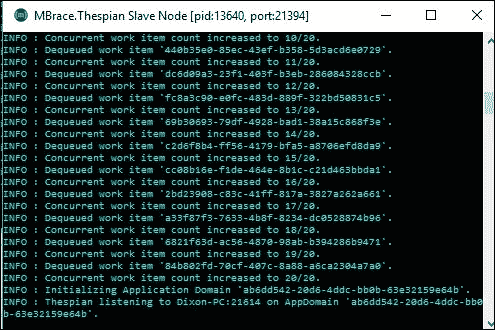 MBrace.Thespian Slave Node [pid:13640, port:21394]
INFO : Concurrent work item count increased to 10/20.
INFO : Dequeued work item `440b35e0-85ec-43ef-b358-5d3acd6e0729`.
INFO : Concurrent work item count increased to 11/20.
INFO : Dequeued work item `dc6d09a3-23f1-403f-b3eb-286084328ccb`.
INFO : Concurrent work item count increased to 12/20.
INFO : Dequeued work item `fc8a3c90-e0fc-483d-889f-322bd50831c5`.
INFO : Concurrent work item count increased to 13/20.
INFO : Dequeued work item `69b30693-79df-4928-bad1-38a15c868f3e`.
INFO : Concurrent work item count increased to 14/20.
INFO : Dequeued work item `c2d6f8b4-ff56-4179-bfa5-a8706efd8da9`.
INFO : Concurrent work item count increased to 15/20.
INFO : Dequeued work item `cc08b16e-f1de-464e-8b1c-c21d463bbda1`.
INFO : Concurrent work item count increased to 16/20.
INFO : Dequeued work item `2bd23908-c83c-41ff-817a-3827a262a661`.
INFO : Concurrent work item count increased to 17/20.
INFO : Dequeued work item `a33f87f3-7633-4b8f-8234-dc0528874b96`.
INFO : Concurrent work item count increased to 18/20.
INFO : Dequeued work item `6821f63d-ac56-4870-98ab-b394286b9471`.
INFO : Concurrent work item count increased to 19/20.
INFO : Dequeued work item `84b802fd-70cf-407c-8a88-a6ca2304a7a0`.
INFO : Concurrent work item count increased to 20/20.
INFO : Initializing Application Domain `ab6dd542-20d6-4ddc-bb0b-63e32159e64b`.
INFO : Thespian listening to Dixon-PC:21614 on AppDomain `ab6dd542-20d6-4ddc-bb0
b-63e32159e64b`.